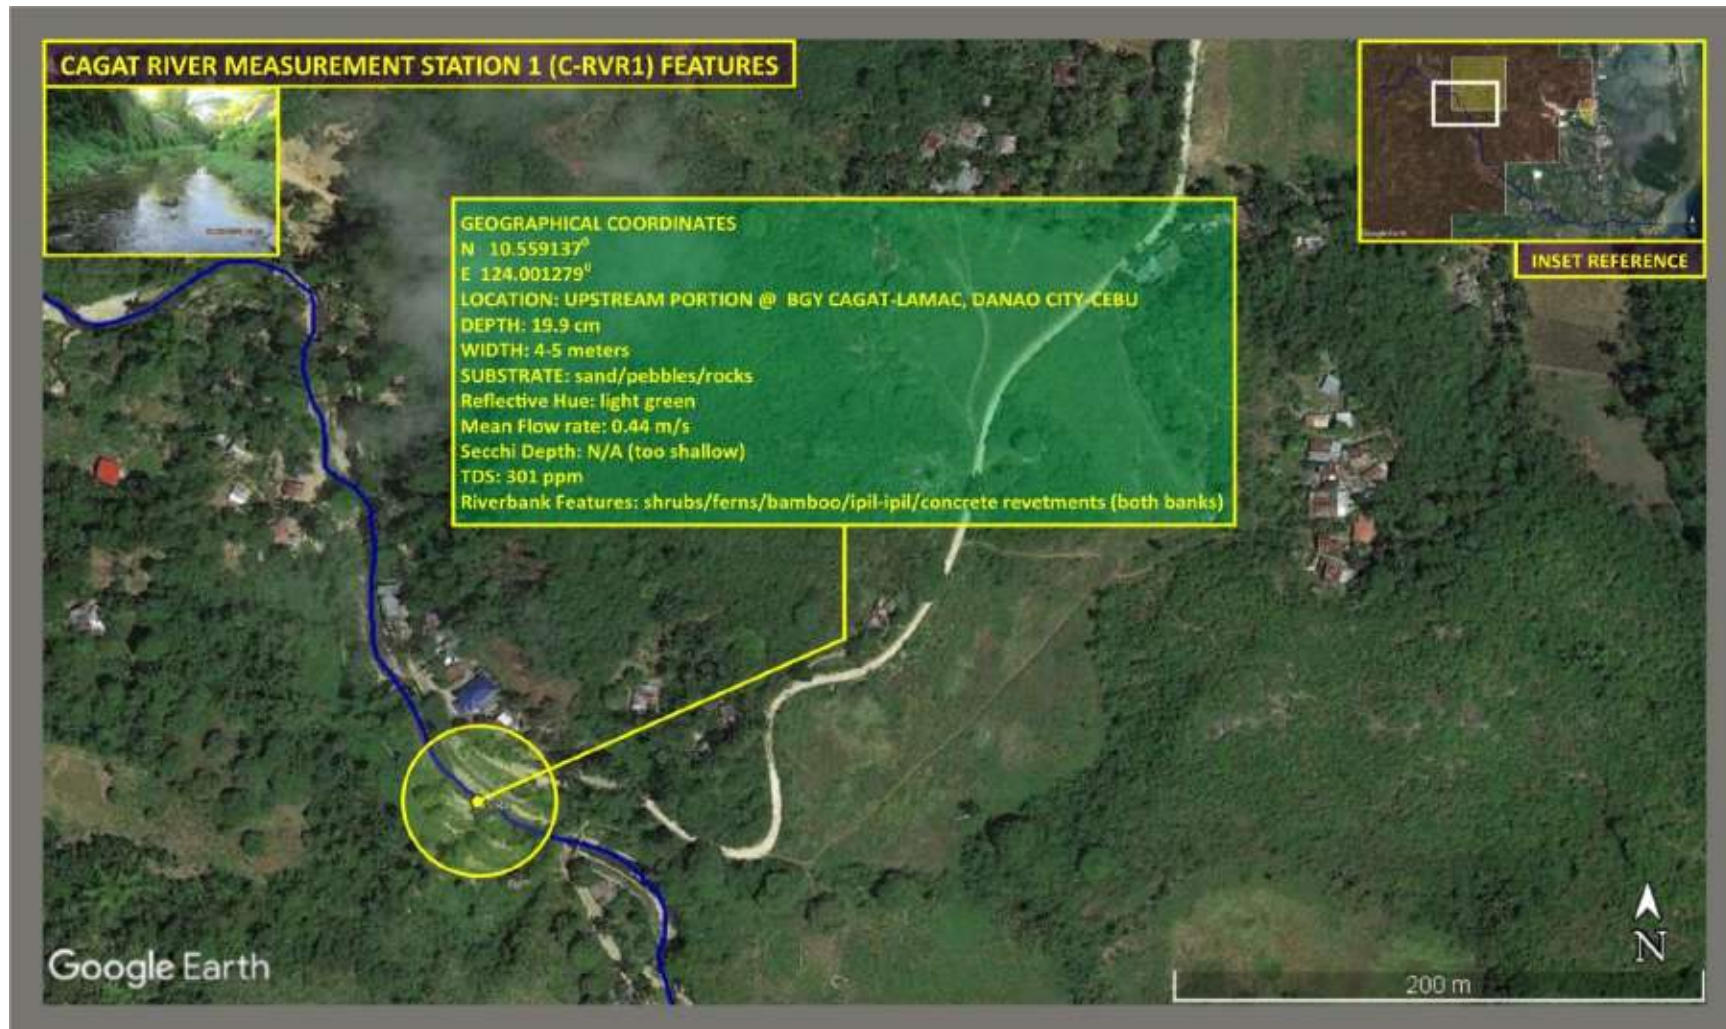 CAGAT RIVER MEASUREMENT STATION 1 (C-RVR1) FEATURES
GEOGRAPHICAL COORDINATES
N 10.559137⁰
E 124.001279⁰
LOCATION: UPSTREAM PORTION @ BGY CAGAT-LAMAC, DANAO CITY-CEBU
DEPTH: 19.9 cm
WIDTH: 4-5 meters
SUBSTRATE: sand/pebbles/rocks
Reflective Hue: light green
Mean Flow rate: 0.44 m/s
Secchi Depth: N/A (too shallow)
TDS: 301 ppm
Riverbank Features: shrubs/ferns/bamboo/ipil-ipil/concrete revetments (both banks)
INSET REFERENCE
Google Earth
N
200 m